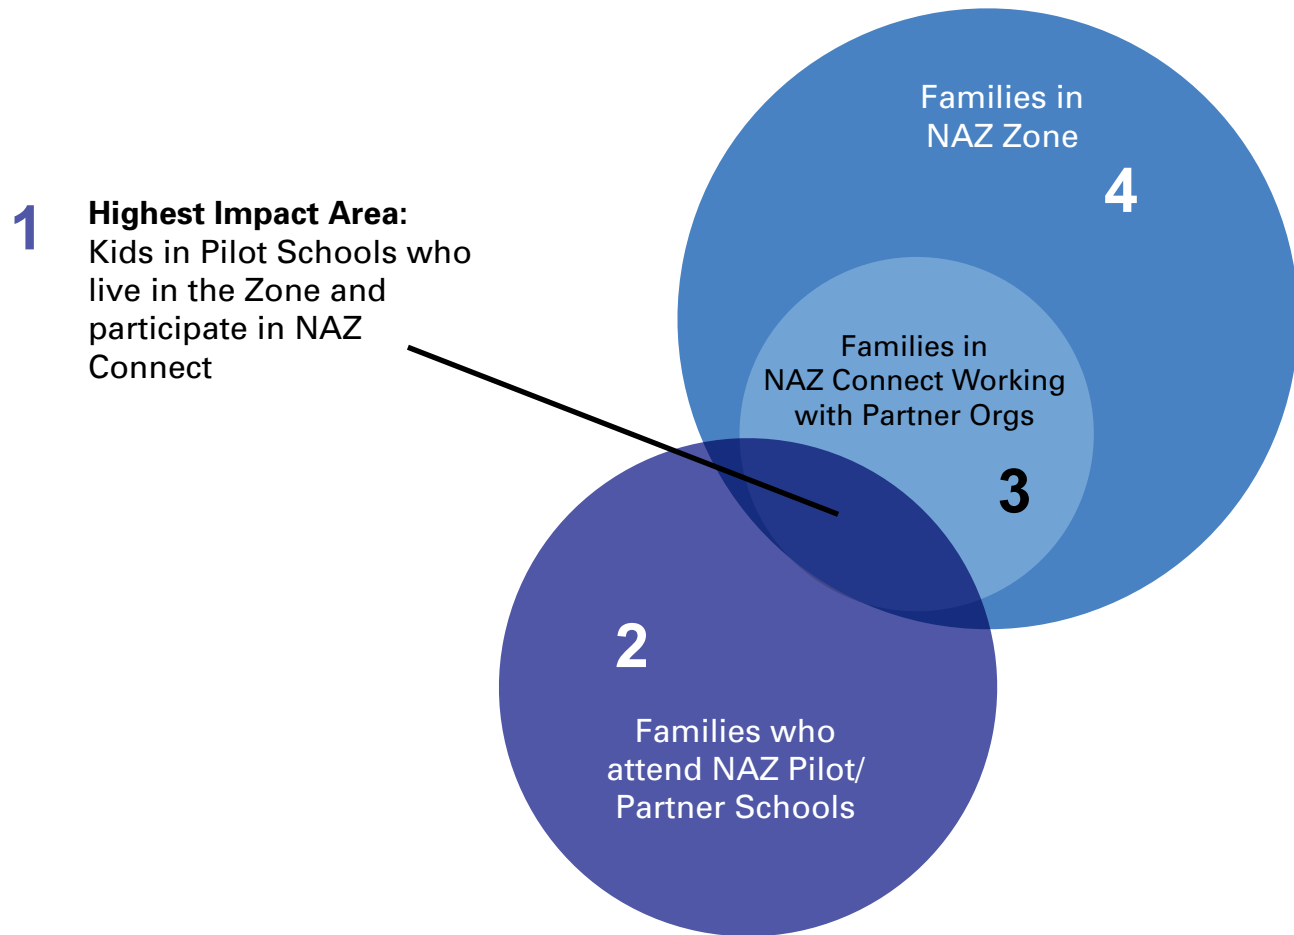 1
Highest Impact Area:
Kids in Pilot Schools who
live in the Zone and
participate in NAZ
Connect
Families in
NAZ Zone
4
Families in
NAZ Connect Working
with Partner Orgs
3
2
Families who
attend NAZ Pilot/
Partner Schools